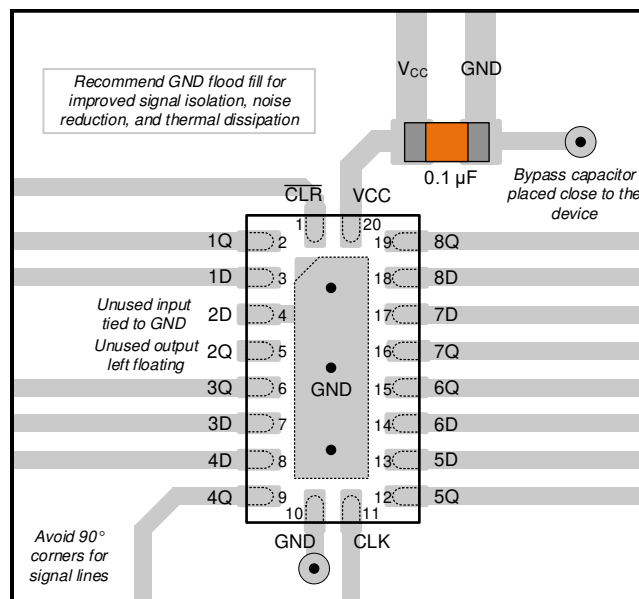 Recommend GND flood fill for
improved signal isolation, noise
reduction, and thermal dissipation
VCC GND
0.1 µF
Bypass capacitor
placed close to the
device
CLR VCC
1 20
1Q 2 19 8Q
1D 3 18 8D
Unused input
tied to GND
2D 4 17 7D
Unused output
left floating
2Q 5 16 7Q
GND
3Q 6 15 6Q
3D 7 14 6D
4D 8 13 5D
4Q 9 12 5Q
10 11
GND CLK
Avoid 90°
corners for
signal lines